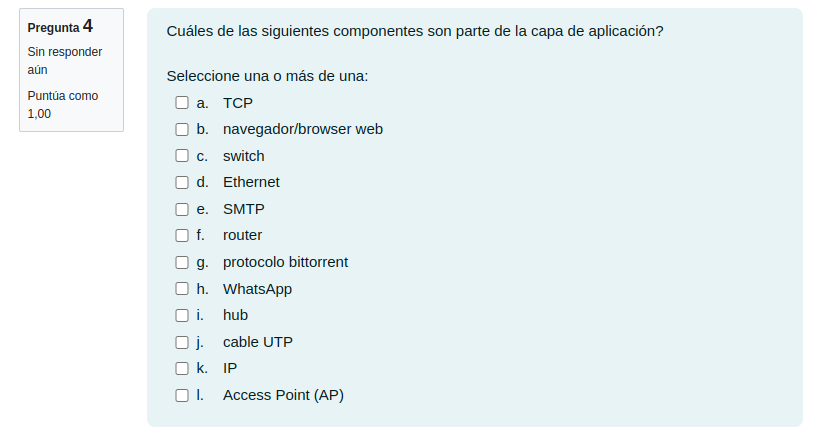 Pregunta 4
Sin responder
aún
Puntúa como
1,00
Cuáles de las siguientes componentes son parte de la capa de aplicación?
Seleccione una o más de una:
a. TCP
b. navegador/browser web
c. switch
d. Ethernet
e. SMTP
f. router
g. protocolo bittorrent
h. WhatsApp
i. hub
j. cable UTP
k. IP
l. Access Point (AP)